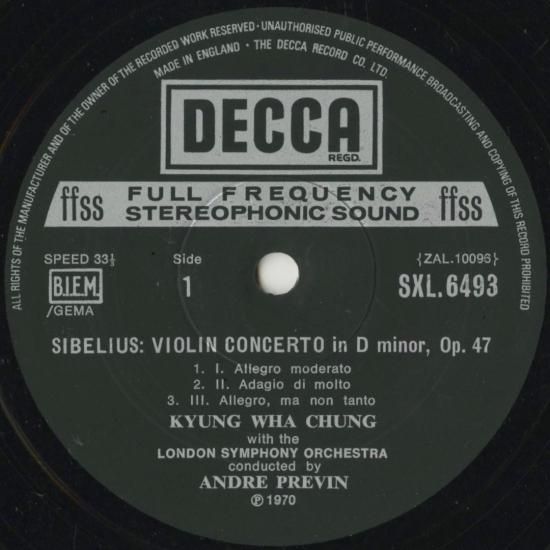 ALL RIGHTS OF THE MANUFACTURER AND OF THE OWNER OF THE RECORDED WORK RESERVED · UNAUTHORISED PUBLIC PERFORMANCE BROADCASTING AND COPYING OF THIS RECORD PROHIBITED
MADE IN ENGLAND · THE DECCA RECORD CO. LTD.
DECCA
REGD.
ffss FULL FREQUENCY ffss
STEREOPHONIC SOUND
SPEED 33⅓ Side {ZAL.10096}
B.I.E.M. 1 SXL.6493
/GEMA
SIBELIUS: VIOLIN CONCERTO in D minor, Op. 47
1. I. Allegro moderato
2. II. Adagio di molto
3. III. Allegro, ma non tanto
KYUNG WHA CHUNG
with the
LONDON SYMPHONY ORCHESTRA
conducted by
ANDRE PREVIN
℗ 1970